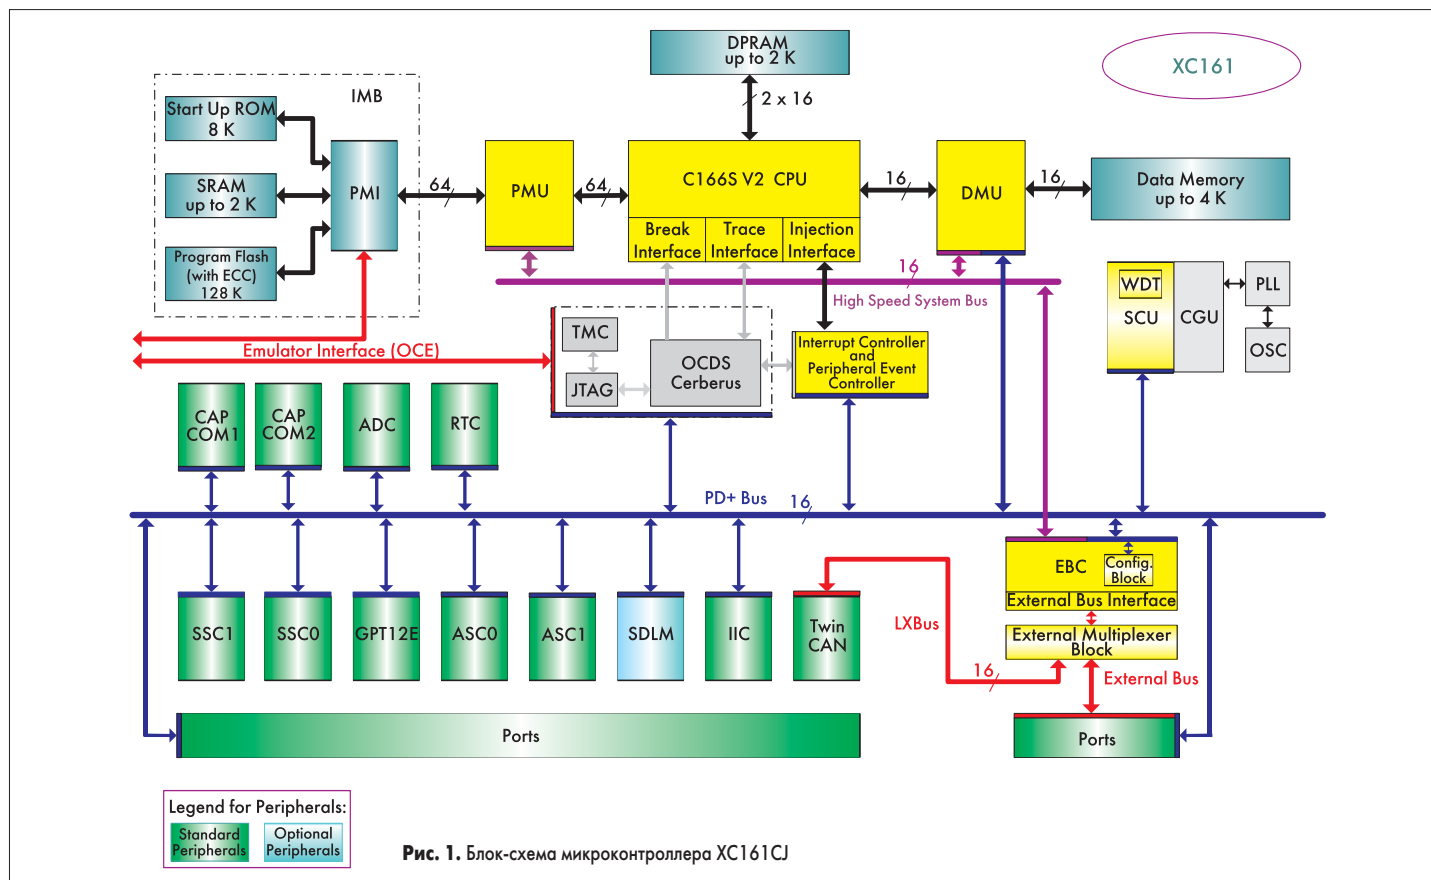 DPRAM
up to 2 K
XC161
IMB
2 x 16
Start Up ROM
8 K
SRAM
up to 2 K
Program Flash
(with ECC)
128 K
PMI
64
PMU
64
C166S V2 CPU
Break
Interface
Trace
Interface
Injection
Interface
16
DMU
16
Data Memory
up to 4 K
16
High Speed System Bus
WDT
SCU
CGU
PLL
OSC
Emulator Interface (OCE)
TMC
JTAG
OCDS
Cerberus
Interrupt Controller
and
Peripheral Event
Controller
CAP
COM1
CAP
COM2
ADC
RTC
PD+ Bus
16
EBC
Config.
Block
External Bus Interface
External Multiplexer
Block
SSC1
SSC0
GPT12E
ASC0
ASC1
SDLM
IIC
Twin
CAN
LXBus
16
External Bus
Ports
Ports
Legend for Peripherals:
Standard
Peripherals
Optional
Peripherals
Рис. 1. Блок-схема микроконтроллера XC161CJ